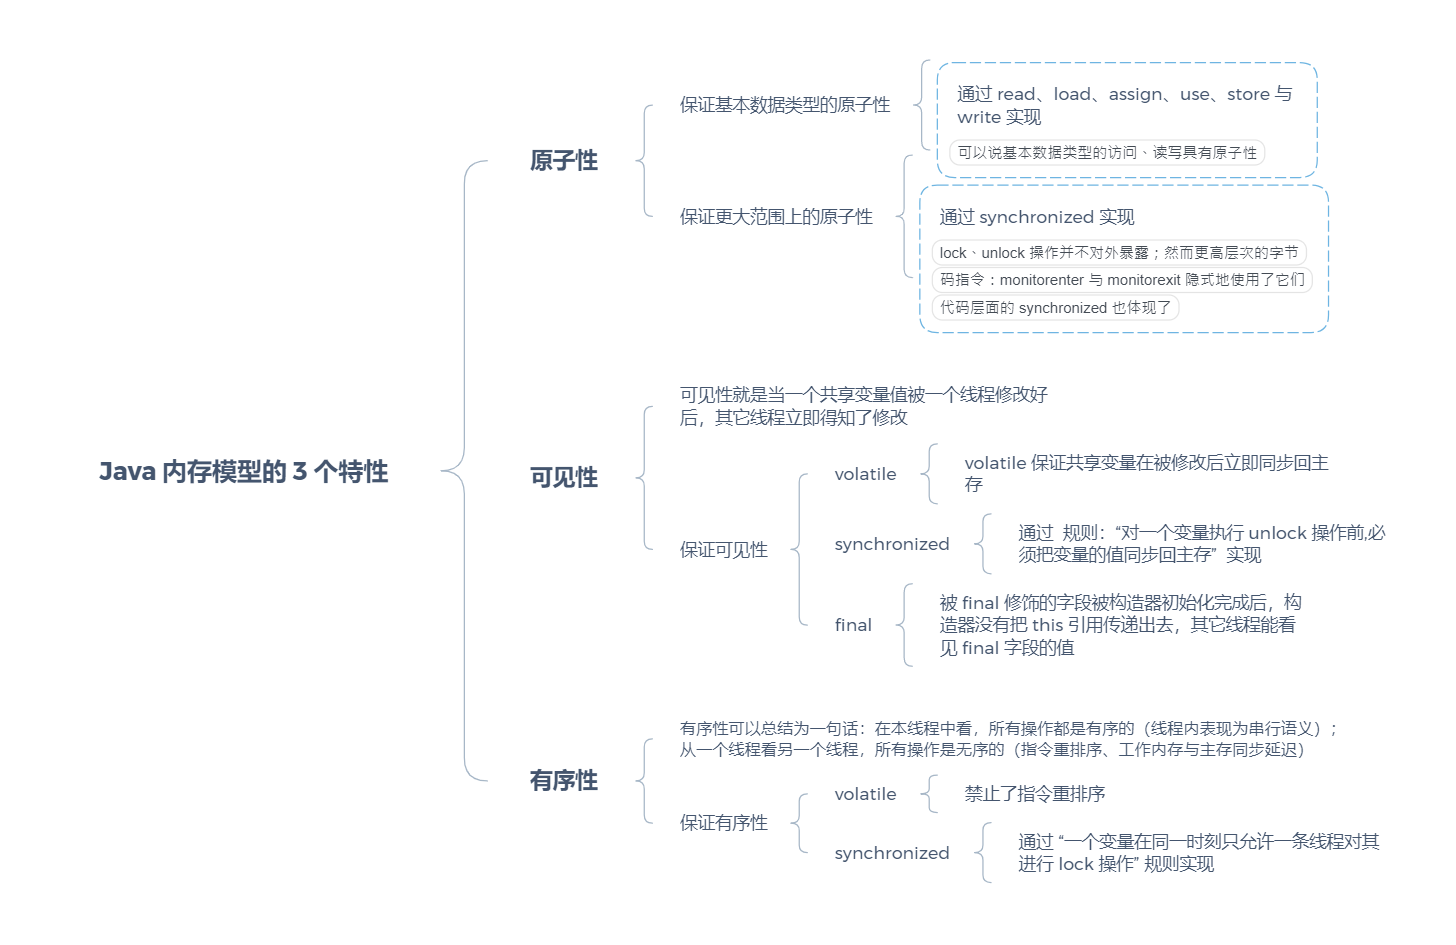 Java 内存模型的 3 个特性
原子性
保证基本数据类型的原子性
通过 read、load、assign、use、store 与
write 实现
可以说基本数据类型的访问、读写具有原子性
保证更大范围上的原子性
通过 synchronized 实现
lock、unlock 操作并不对外暴露；然而更高层次的字节
码指令：monitorenter 与 monitorexit 隐式地使用了它们
代码层面的 synchronized 也体现了
可见性
可见性就是当一个共享变量值被一个线程修改好
后，其它线程立即得知了修改
保证可见性
volatile
volatile 保证共享变量在被修改后立即同步回主
存
synchronized
通过  规则：“对一个变量执行 unlock 操作前,必
须把变量的值同步回主存”  实现
final
被 final 修饰的字段被构造器初始化完成后，构
造器没有把 this 引用传递出去，其它线程能看
见 final 字段的值
有序性
有序性可以总结为一句话：在本线程中看，所有操作都是有序的（线程内表现为串行语义）；
从一个线程看另一个线程，所有操作是无序的（指令重排序、工作内存与主存同步延迟）
保证有序性
volatile
禁止了指令重排序
synchronized
通过 “一个变量在同一时刻只允许一条线程对其
进行 lock 操作” 规则实现